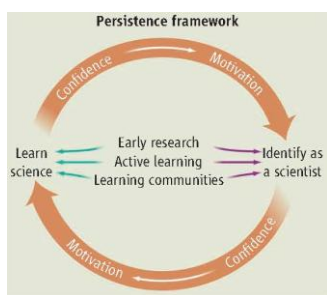 Persistence framework
Confidence
Motivation
Early research
Learn
science
Active learning
Identify as
a scientist
Learning communities
Motivation
Confidence